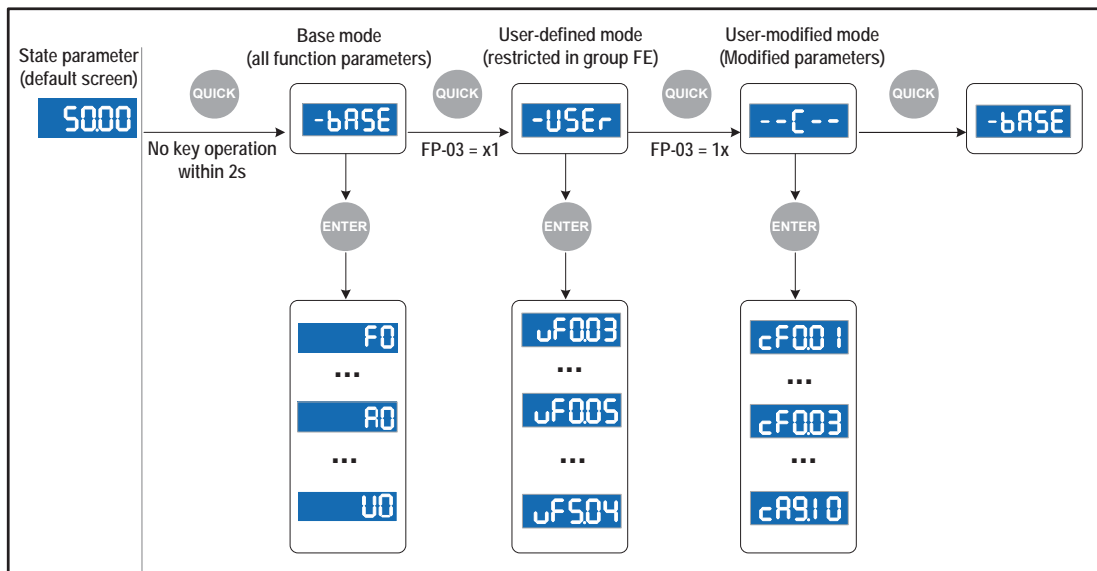 State parameter
(default screen)
50.00
QUICK
No key operation
within 2s
Base mode
(all function parameters)
-bASE
QUICK
FP-03 = x1
User-defined mode
(restricted in group FE)
-USEr
QUICK
FP-03 = 1x
User-modified mode
(Modified parameters)
--C--
QUICK
-bASE
ENTER
ENTER
ENTER
F0
...
A0
...
U0
uF0.03
...
uF0.05
...
uF5.04
cF0.01
...
cF0.03
...
cA9.10